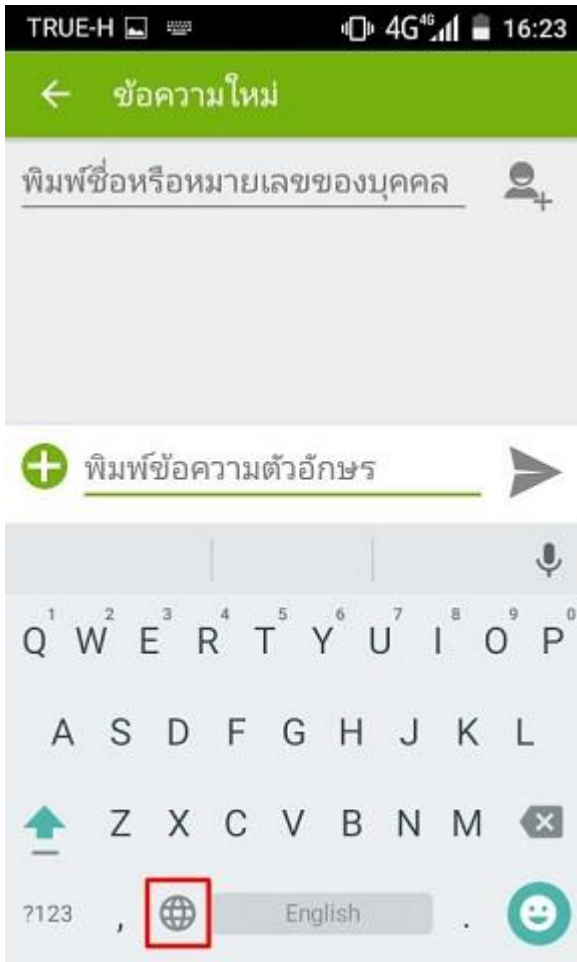 TRUE-H 4G 4G 16:23
ข้อความใหม่
พิมพ์ชื่อหรือหมายเลขของบุคคล
พิมพ์ข้อความตัวอักษร
1 2 3 4 5 6 7 8 9 0
Q W E R T Y U I O P
A S D F G H J K L
Z X C V B N M
?123 , English .